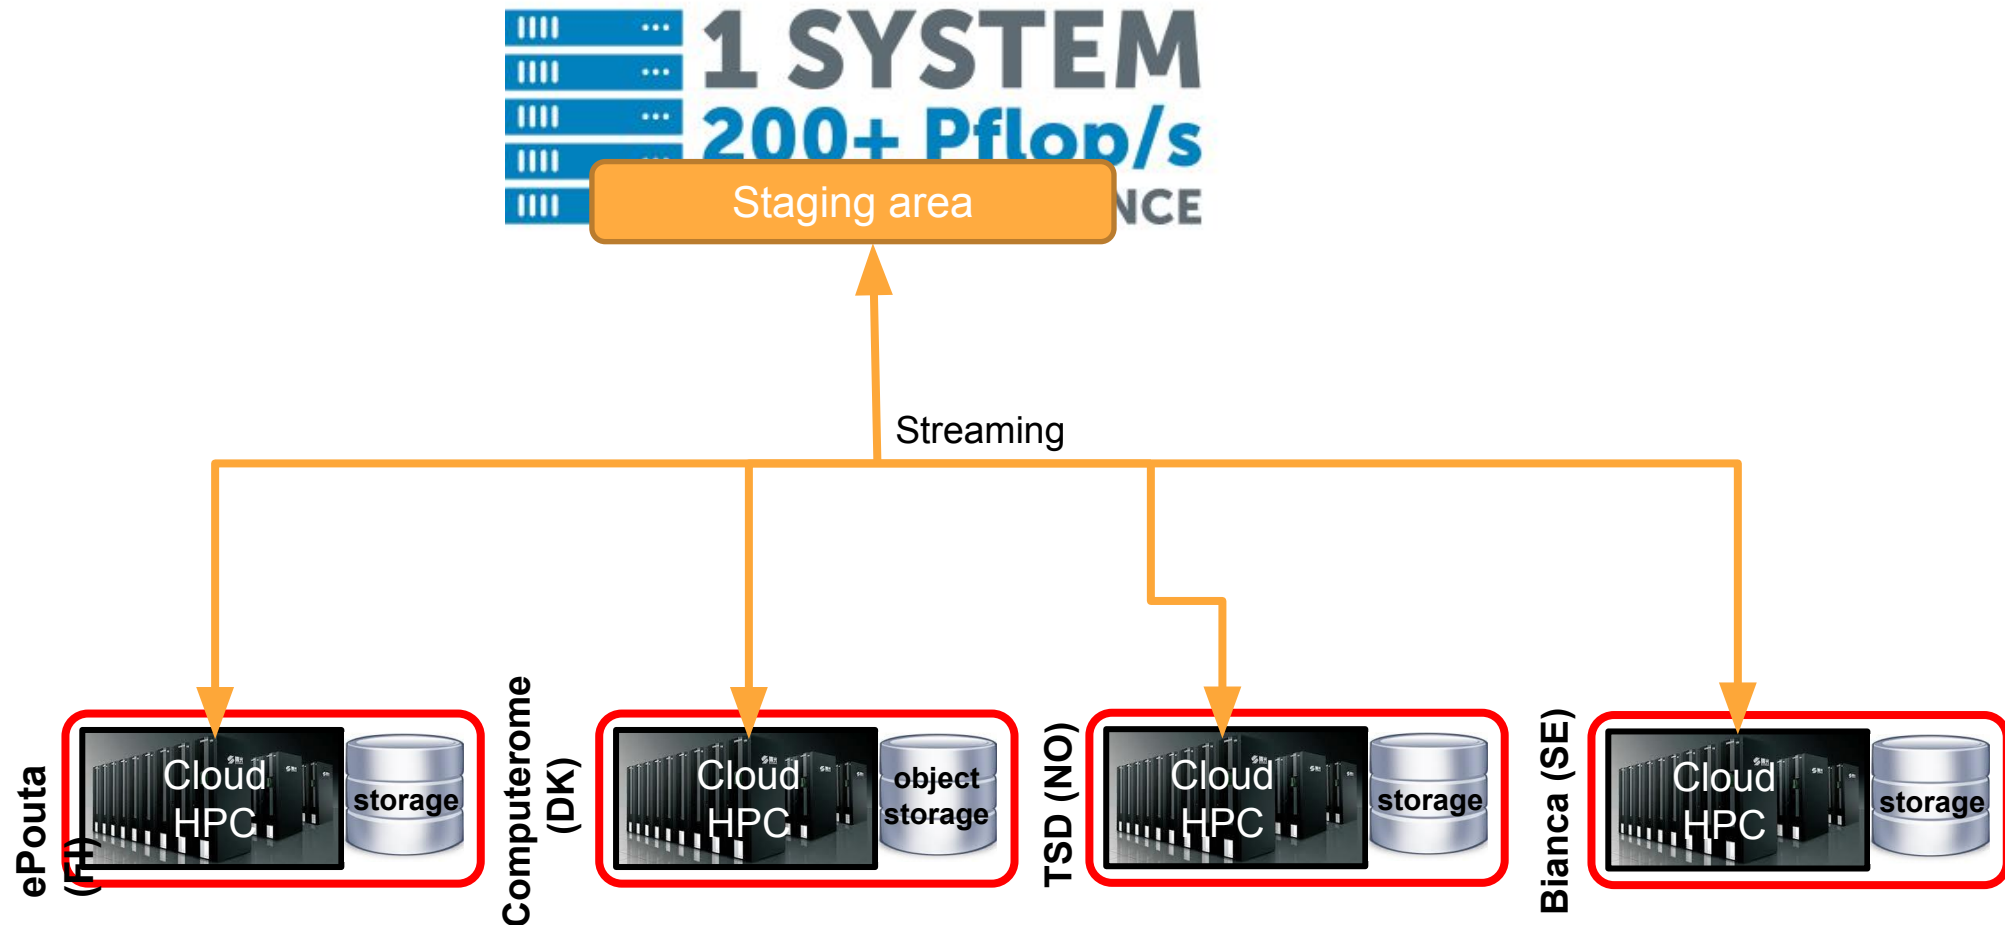 1 SYSTEM
200+ Pflop/s
NCE
Staging area
Streaming
ePouta
(FI)
Cloud
HPC
storage
Computerome
(DK)
Cloud
HPC
object
storage
TSD (NO)
Cloud
HPC
storage
Bianca (SE)
Cloud
HPC
storage